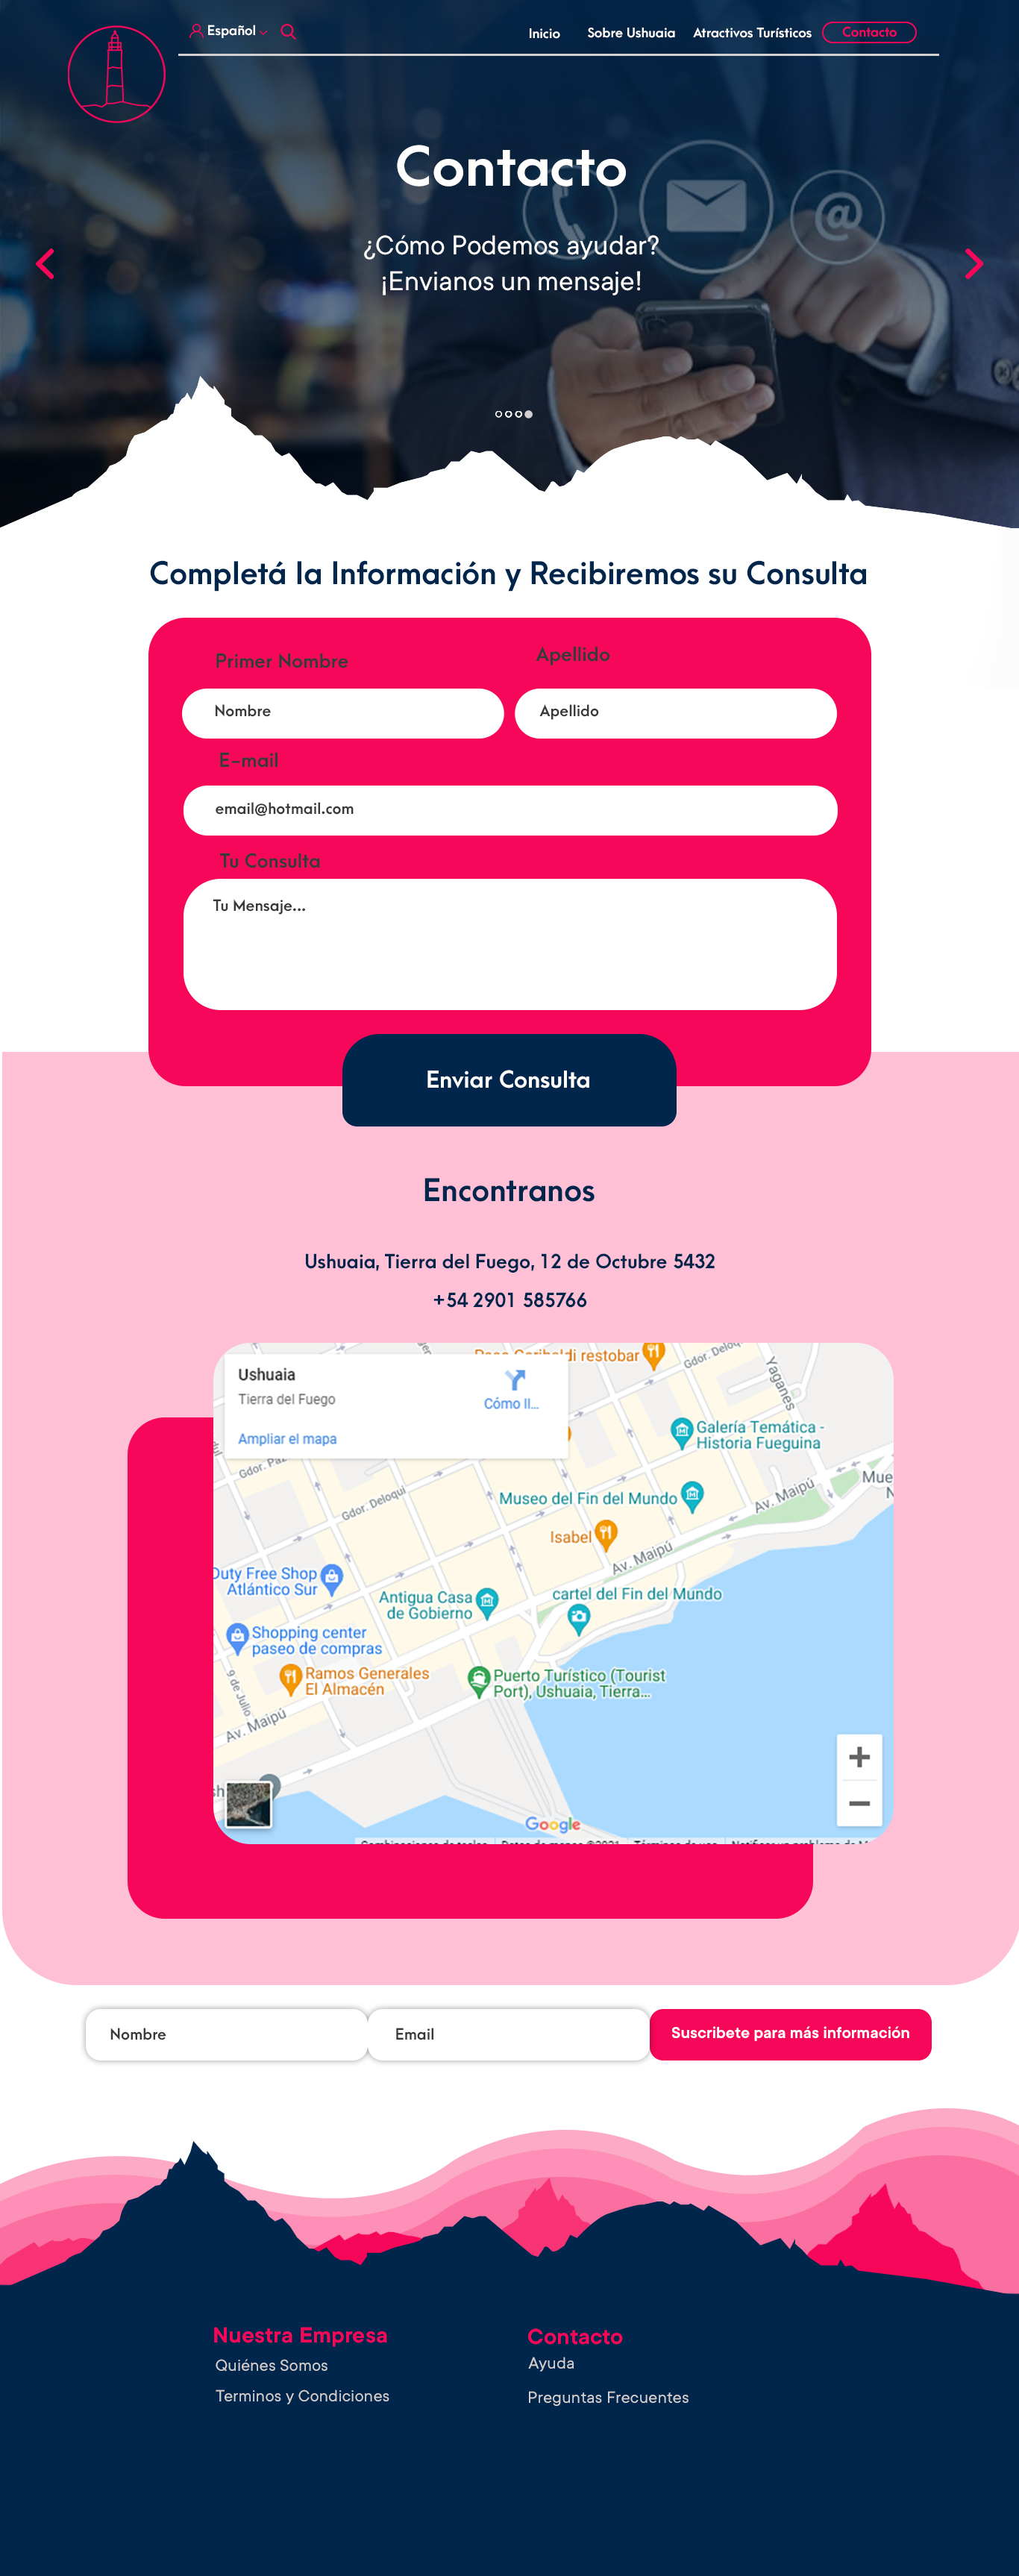 Español
Inicio
Sobre Ushuaia
Atractivos Turísticos
Contacto
Contacto
¿Cómo Podemos ayudar?
¡Envianos un mensaje!
@
Completá la Información y Recibiremos su Consulta
Primer Nombre
Apellido
Nombre
Apellido
E-mail
email@hotmail.com
Tu Consulta
Tu Mensaje...
Enviar Consulta
Encontranos
Ushuaia, Tierra del Fuego, 12 de Octubre 5432
+54 2901 585766
restobar
Gdor. Deloq
Yaganes
Ushuaia
Tierra del Fuego
Cómo ll...
Ampliar el mapa
Galería Temática -
Historia Fueguina
Gdor. Paz
Gdor. Deloqui
Museo del Fin del Mundo
Av. Maipú
Mue
N
Isabel
Av. Maipú
Duty Free Shop
Atlántico Sur
Antigua Casa
de Gobierno
cartel del Fin del Mundo
Shopping center
paseo de compras
Ramos Generales
El Almacén
Puerto Turístico (Tourist
Port), Ushuaia, Tierra...
9 de Julio
Av. Maipú
Google
Nombre
Email
Suscribete para más información
Nuestra Empresa
Quiénes Somos
Terminos y Condiciones
Contacto
Ayuda
Preguntas Frecuentes